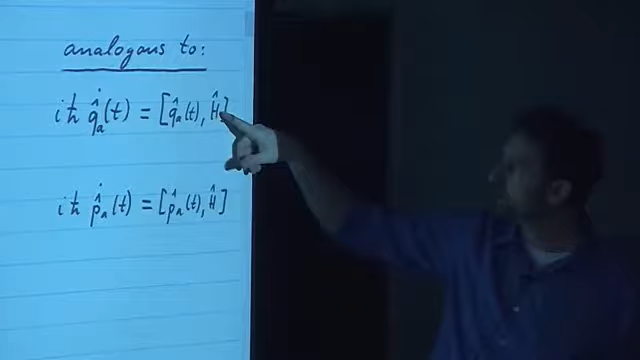 analogous to:
iħ q̂̇ₐ(t) = [q̂ₐ(t), Ĥ]
iħ p̂̇ₐ(t) = [p̂ₐ(t), Ĥ]